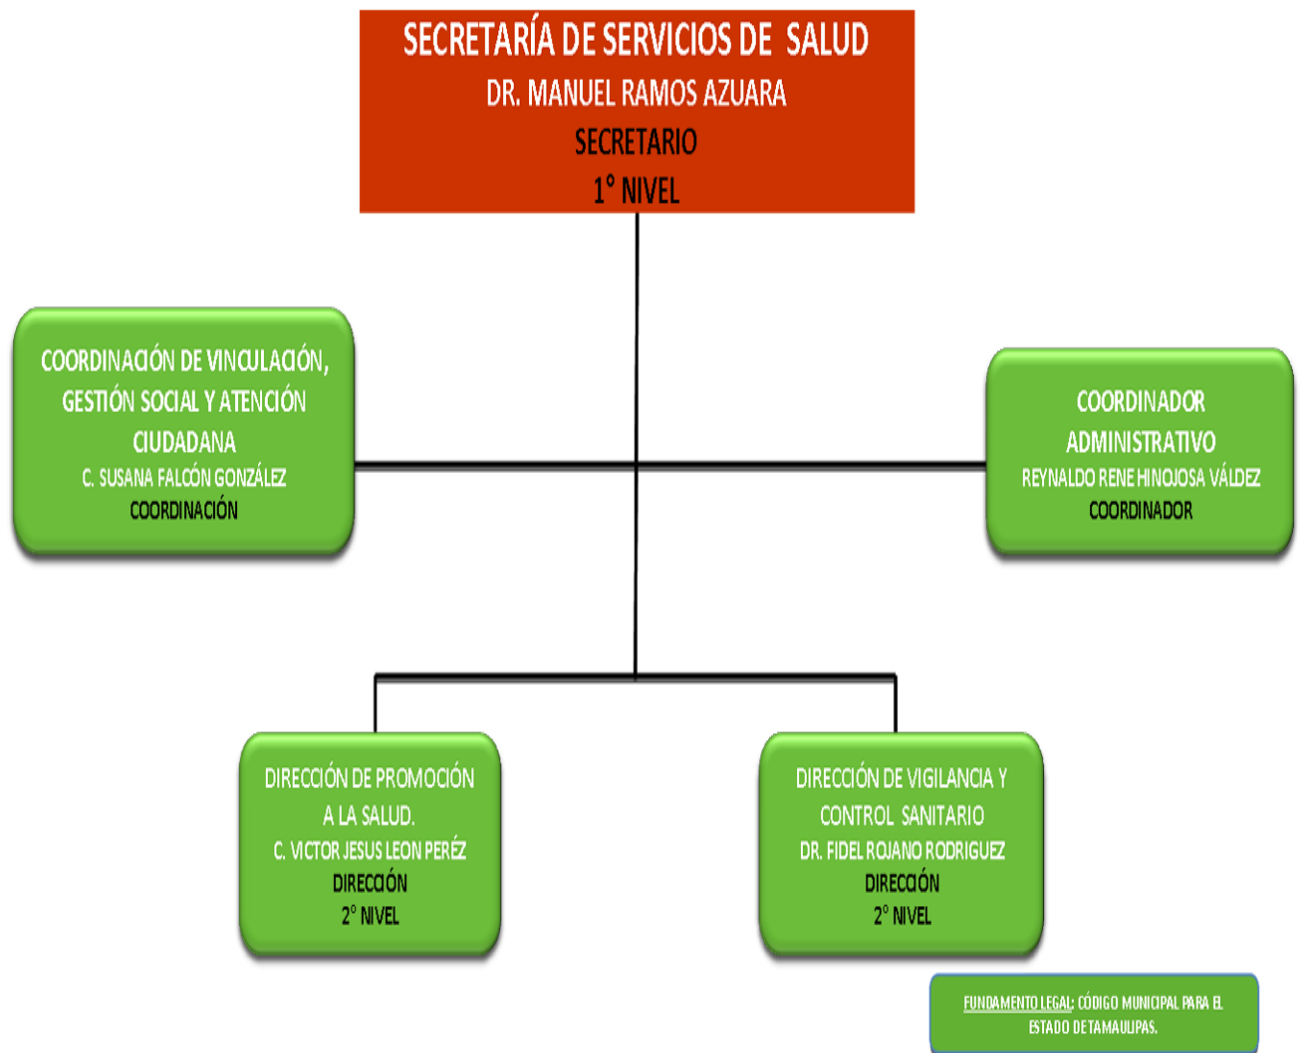 SECRETARÍA DE SERVICIOS DE SALUD
DR. MANUEL RAMOS AZUARA
SECRETARIO
1° NIVEL
COORDINACIÓN DE VINCULACIÓN,
GESTIÓN SOCIAL Y ATENCIÓN
CIUDADANA
C. SUSANA FALCÓN GONZÁLEZ
COORDINACIÓN
COORDINADOR
ADMINISTRATIVO
REYNALDO RENE HINOJOSA VÁLDEZ
COORDINADOR
DIRECCIÓN DE PROMOCIÓN
A LA SALUD.
C. VICTOR JESUS LEON PERÉZ
DIRECCIÓN
2° NIVEL
DIRECCIÓN DE VIGILANCIA Y
CONTROL SANITARIO
DR. FIDEL ROJANO RODRIGUEZ
DIRECCIÓN
2° NIVEL
FUNDAMENTO LEGAL: CÓDIGO MUNICIPAL PARA EL
ESTADO DE TAMAULIPAS.